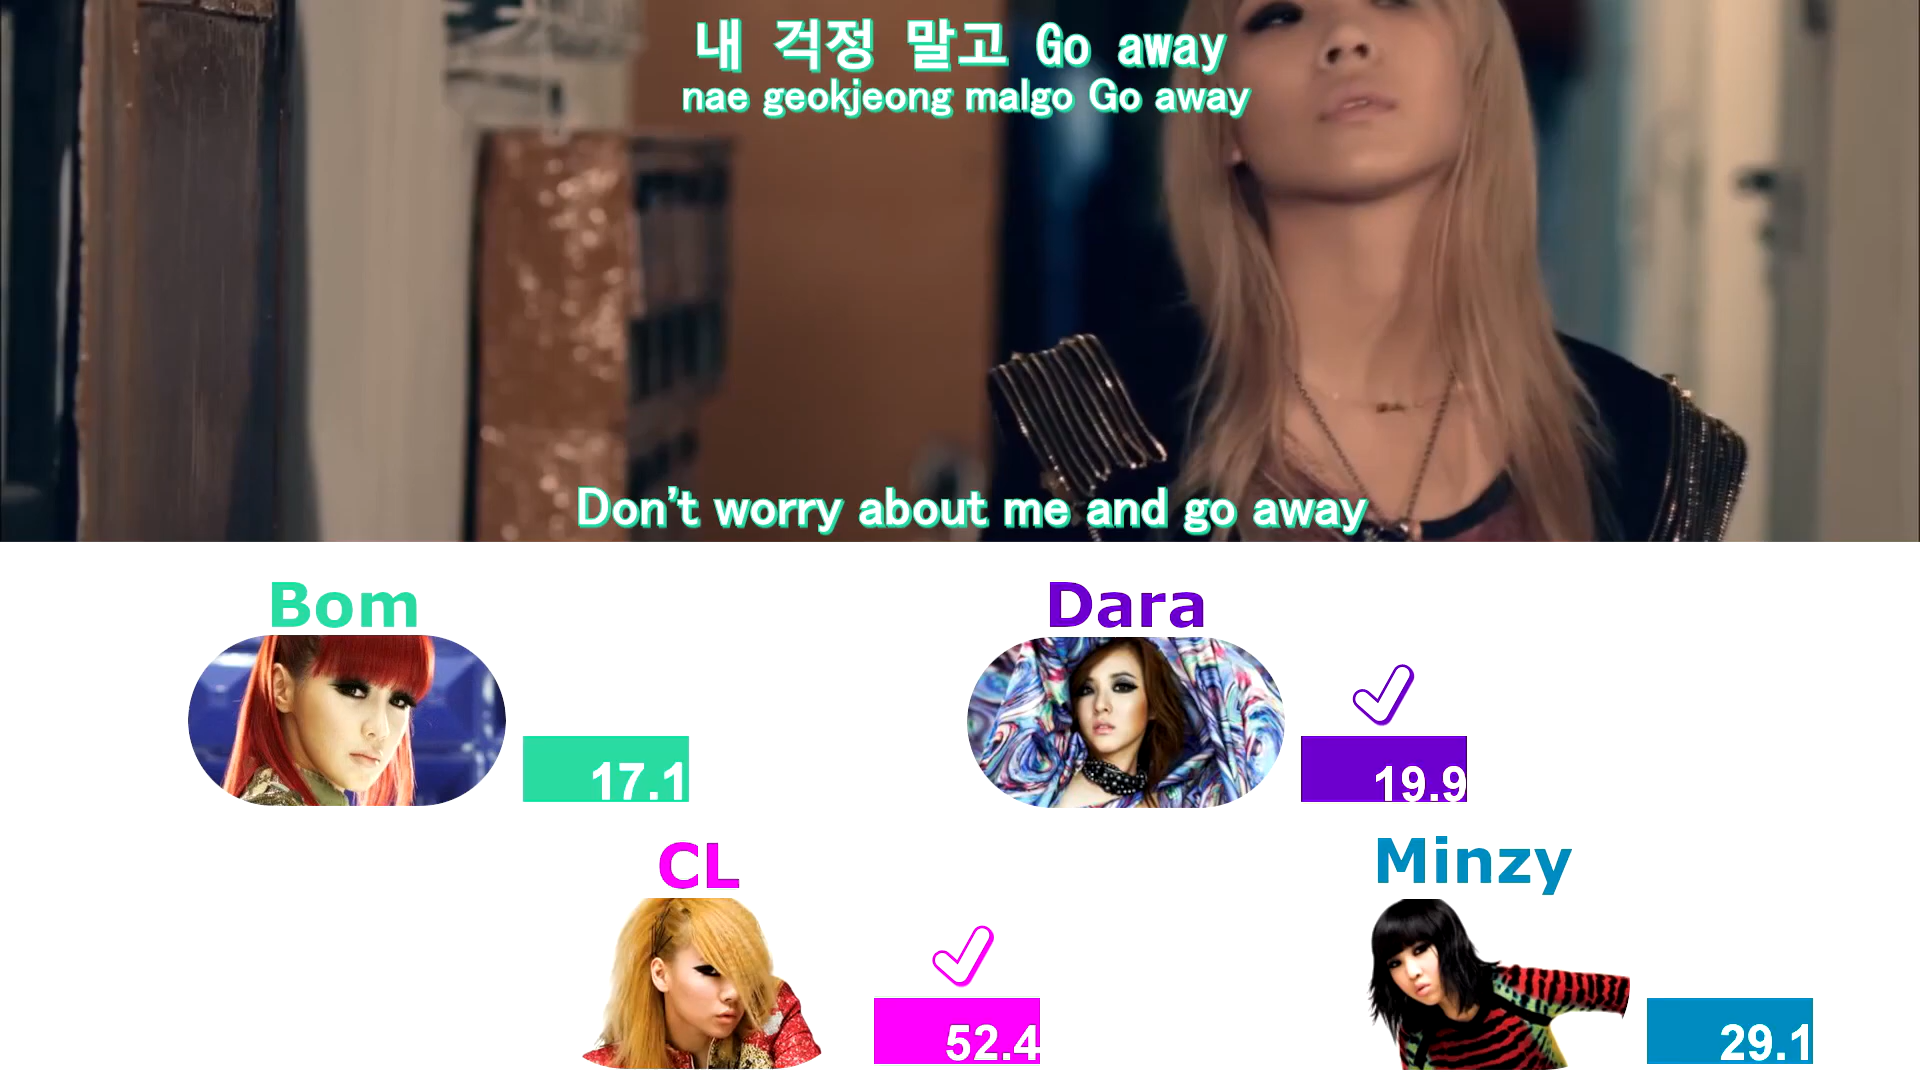 내 걱정 말고 Go away
nae geokjeong malgo Go away
Don't worry about me and go away
Bom
17.1
Dara
19.9
CL
52.4
Minzy
29.1